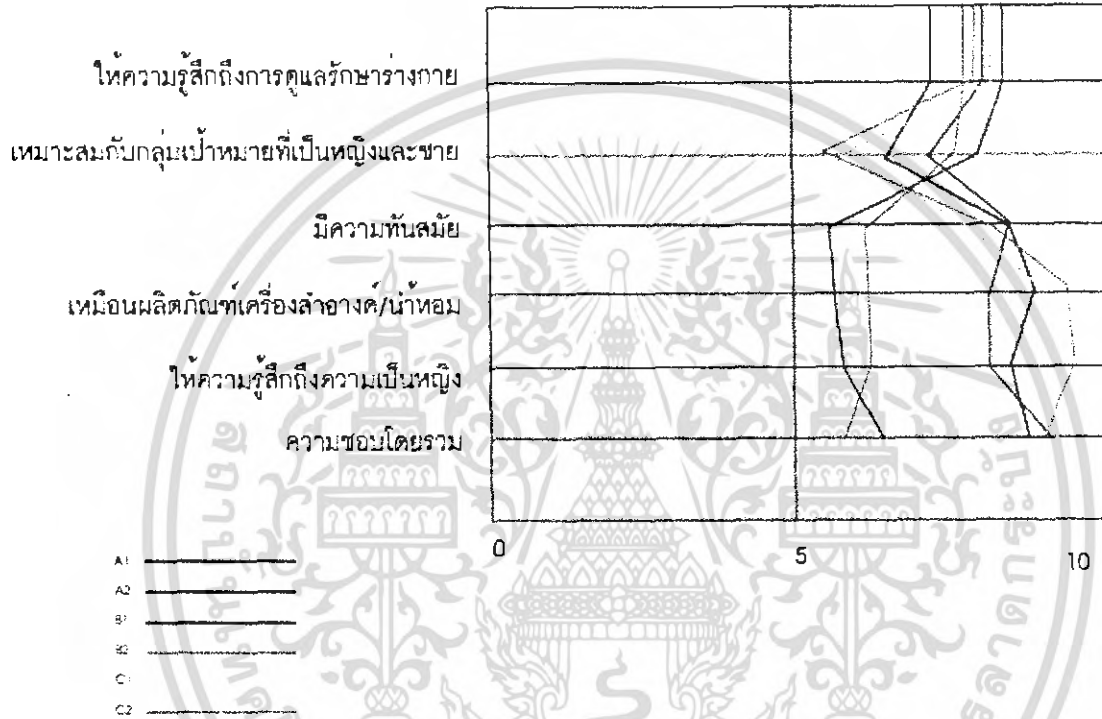 ให้ความรู้สึกถึงการดูแลรักษาร่างกาย
เหมาะสมกับกลุ่มเป้าหมายที่เป็นหญิงและชาย
มีความทันสมัย
เหมือนผลิตภัณฑ์เครื่องสำอางค์/น้ำหอม
ให้ความรู้สึกถึงความเป็นหญิง
ความชอบโดยรวม
0 5 10
A1
A2
B1
B2
C1
C2